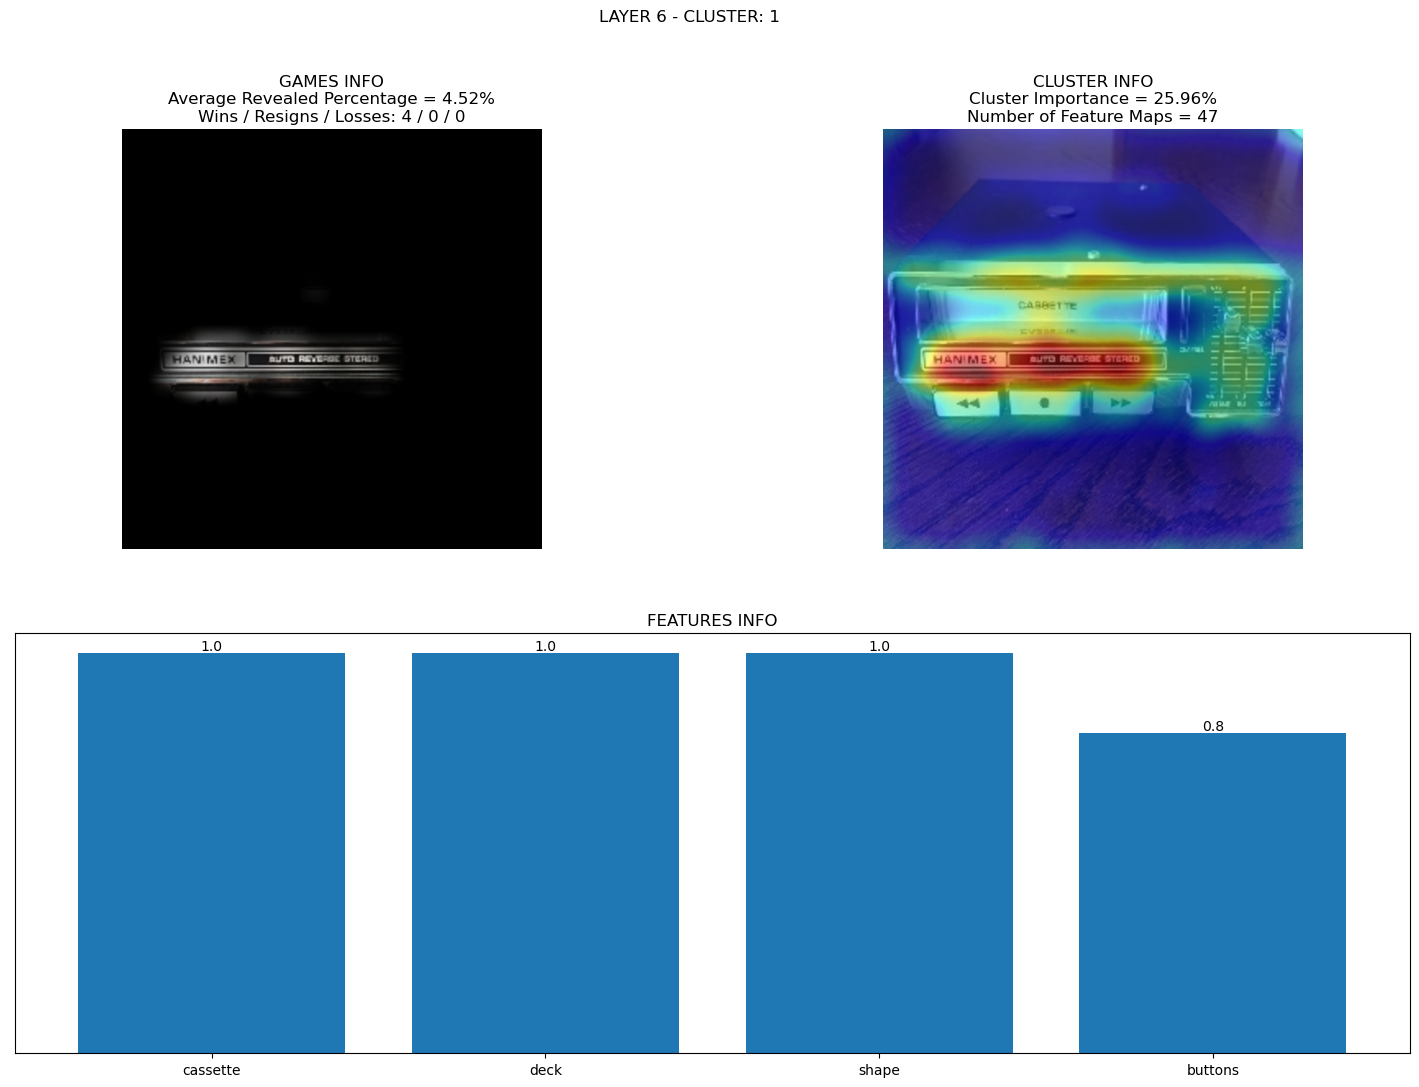 LAYER 6 - CLUSTER: 1
GAMES INFO
Average Revealed Percentage = 4.52%
Wins / Resigns / Losses: 4 / 0 / 0
HANIMEX AUTO REVERSE STEREO
CLUSTER INFO
Cluster Importance = 25.96%
Number of Feature Maps = 47
CASSETTE
HANIMEX AUTO REVERSE STEREO
FEATURES INFO
1.0 1.0 1.0 0.8
cassette deck shape buttons